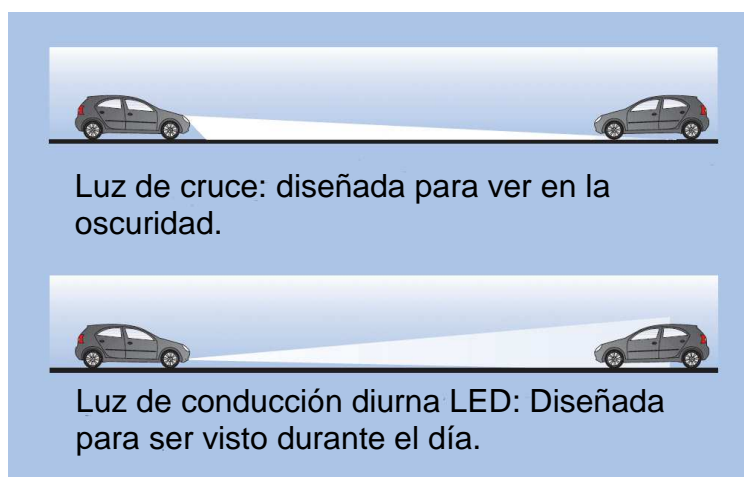 Luz de cruce: diseñada para ver en la
oscuridad.
Luz de conducción diurna LED: Diseñada
para ser visto durante el día.